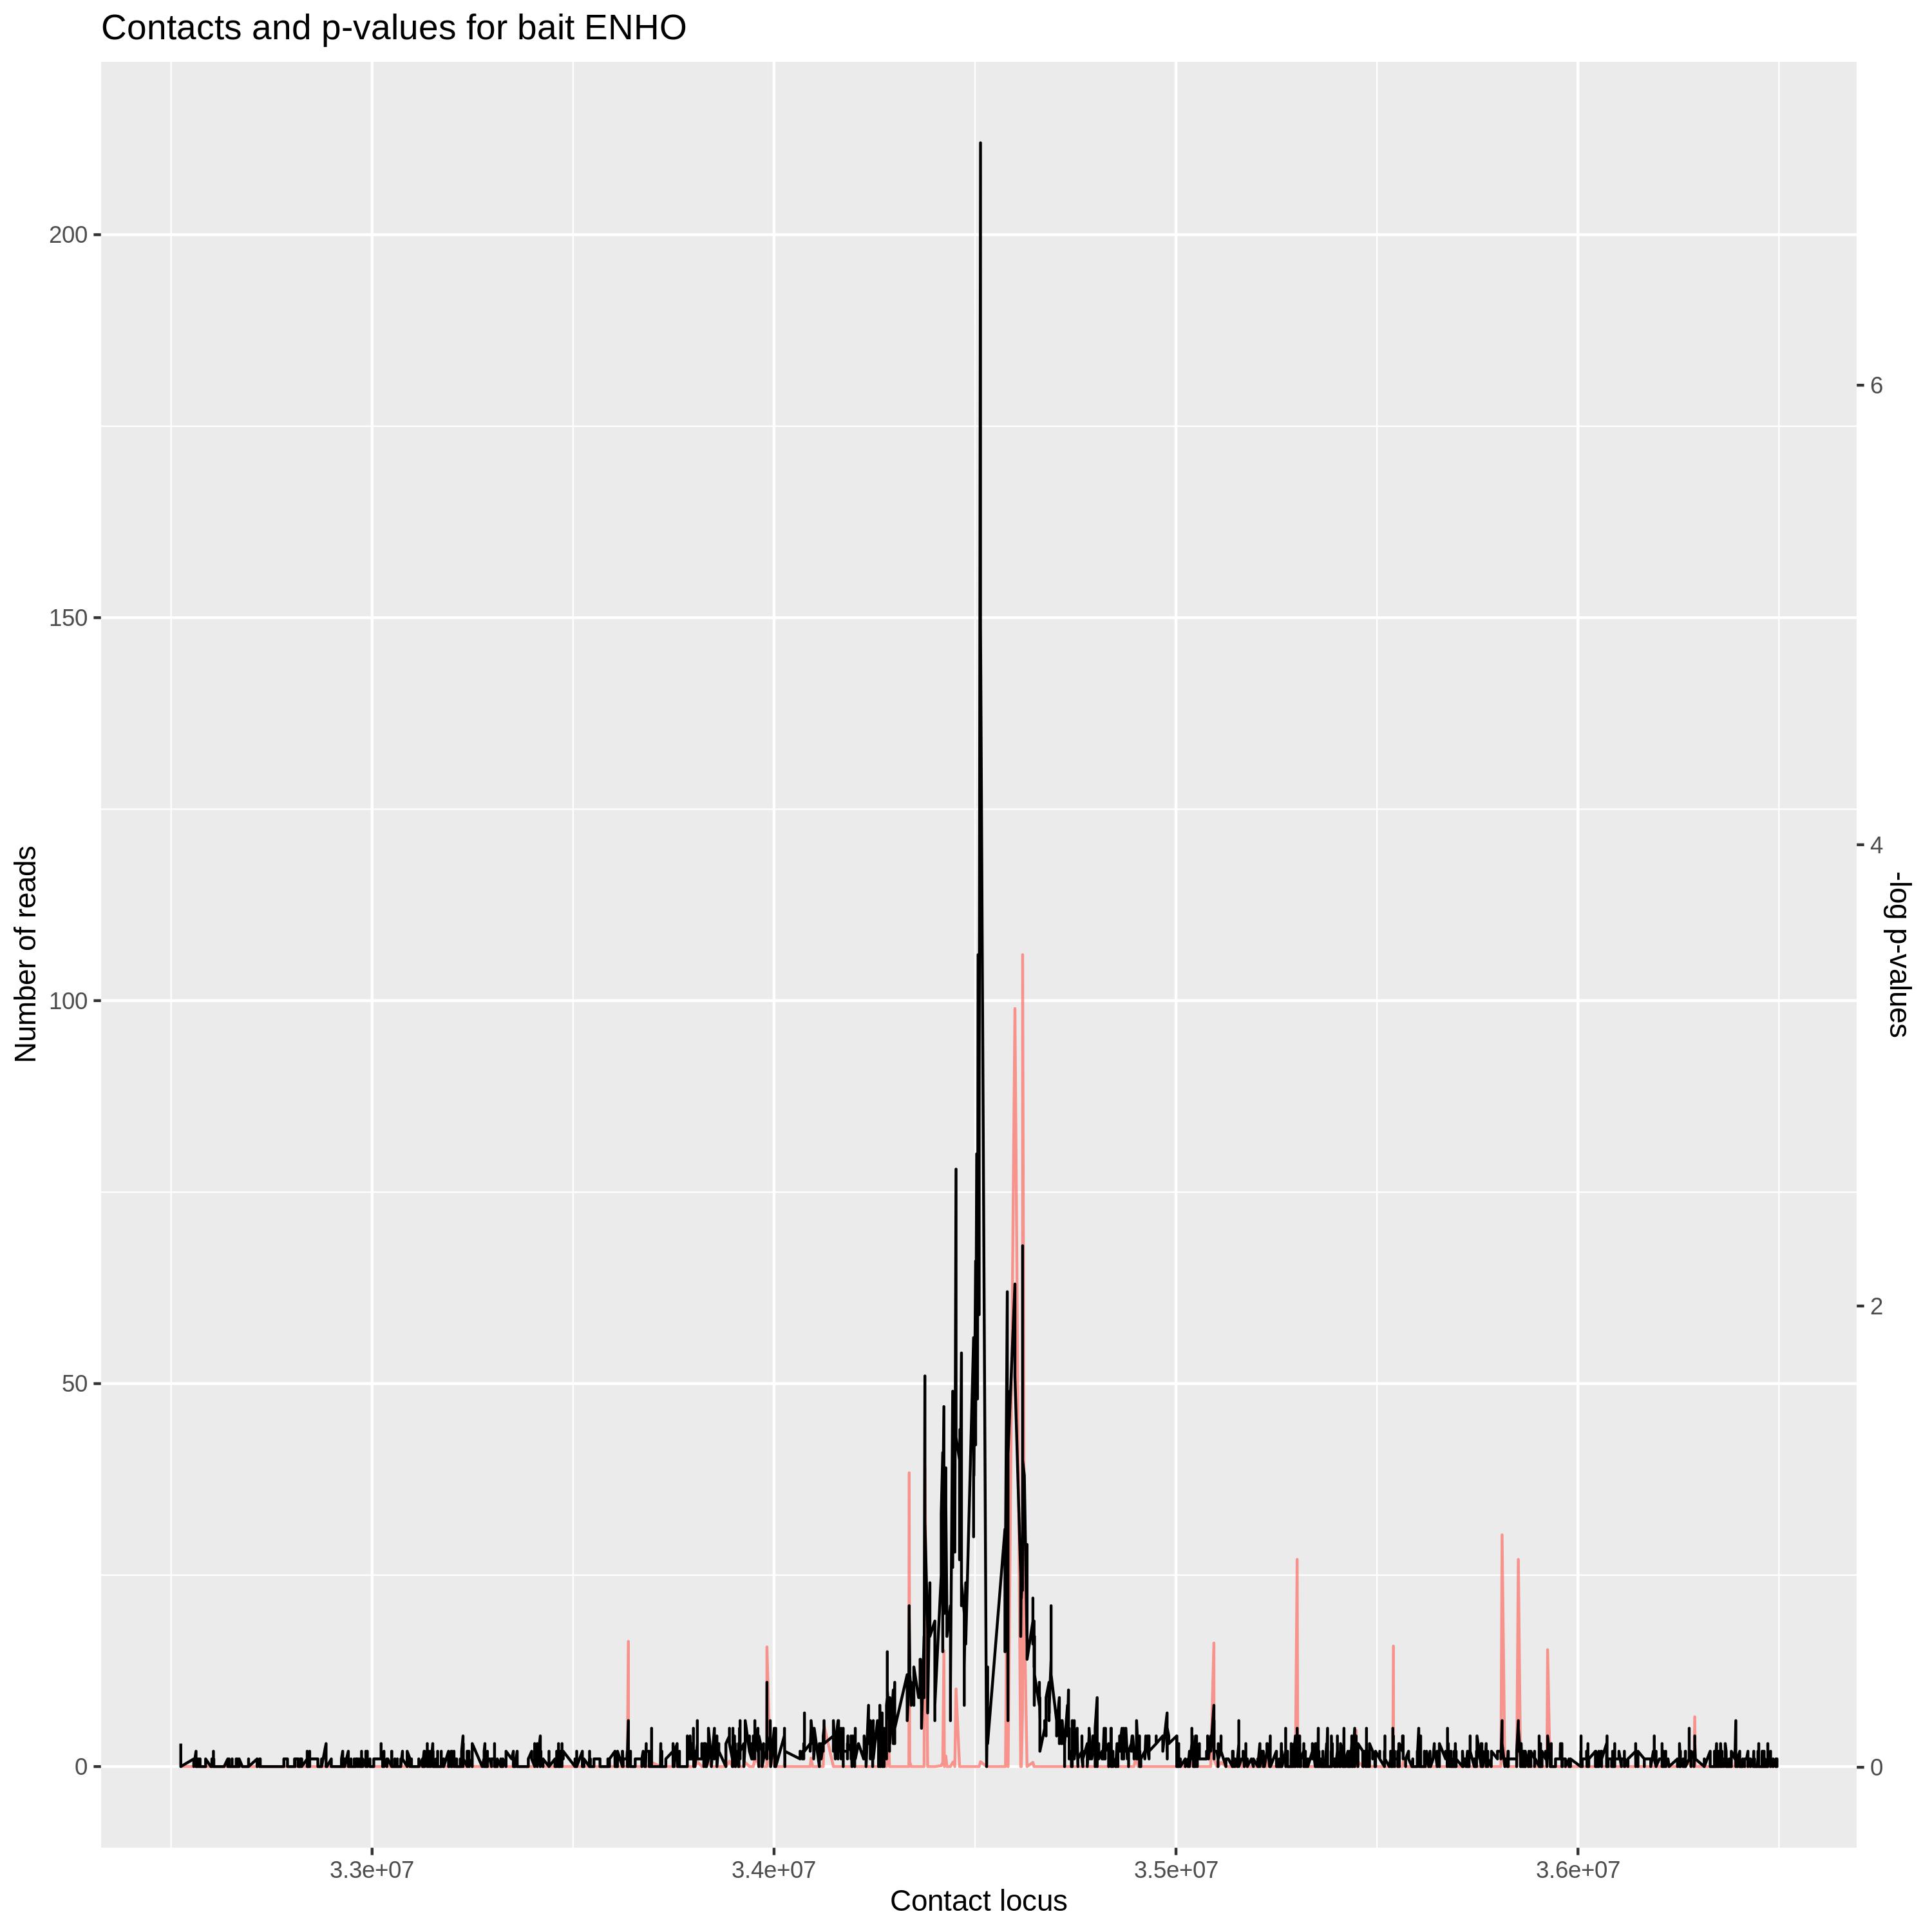 Contacts and p-values for bait ENHO
200
150
100
50
0
6
4
2
0
Number of reads
-log p-values
3.3e+07 3.4e+07 3.5e+07 3.6e+07
Contact locus